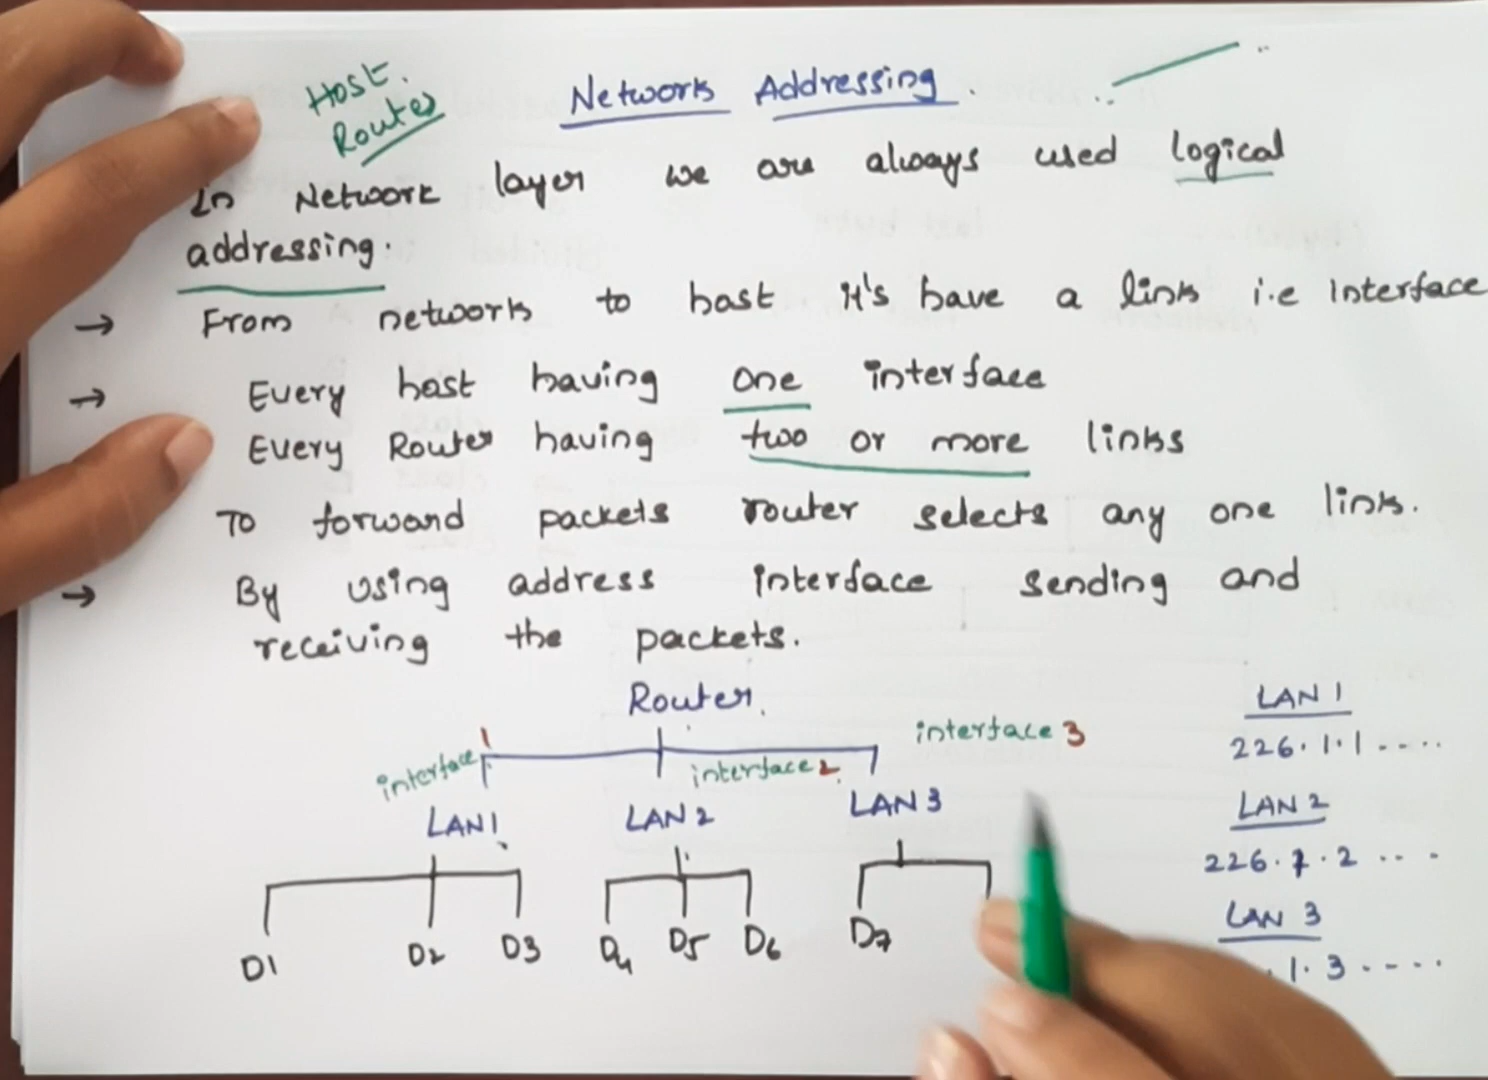 Host.
Router
Network Addressing.
In Network layer we are always used logical
addressing.
→ From network to host it's have a link i.e Interface
→ Every host having one interface
Every Router having two or more links
To forward packets router selects any one link.
→ By using address interface sending and
receiving the packets.
Router.
interface 1
interface 2
interface 3
LAN1
LAN 2
LAN 3
D1 D2 D3 D4 D5 D6 D7
LAN 1
226.1.1....
LAN 2
226.1.2 ...
LAN 3
.1.3 ....